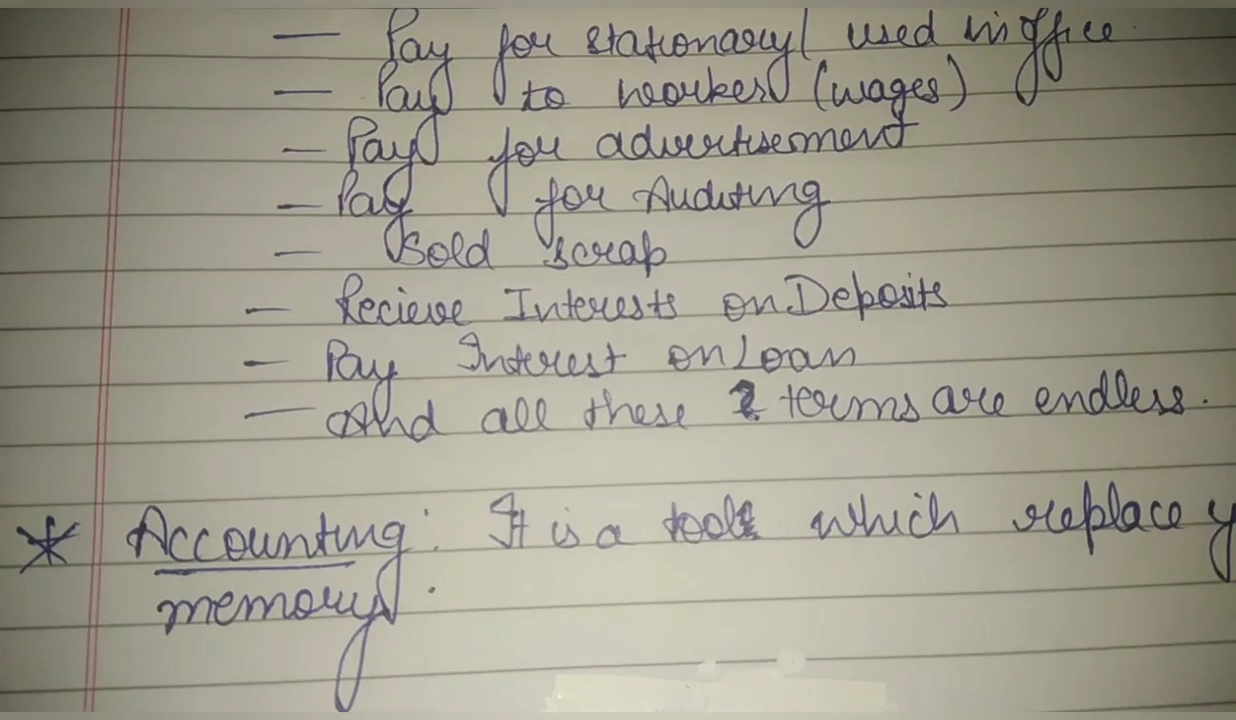 — Pay for stationary used in office.
— Pay to worker (wages)
— Pay for advertisement
— Pay for Auditing
— Sold scrap
— Recieve Interests on Deposits
— Pay Interest on Loan
— And all these terms are endless.
* Accounting: It is a tool which replace
memory.